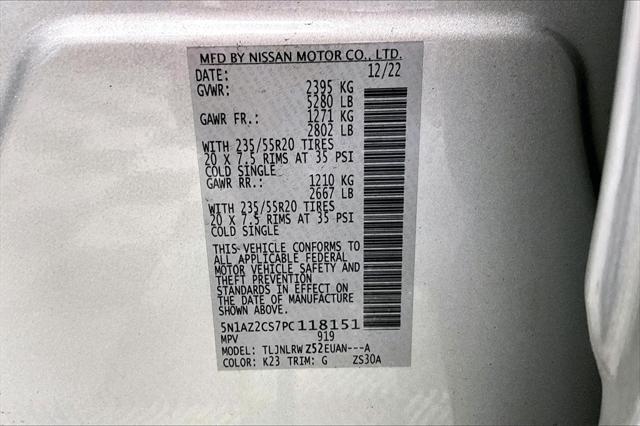 MFD BY NISSAN MOTOR CO., LTD.
DATE: 12/22
GVWR: 2395 KG
5280 LB
GAWR FR.: 1271 KG
2802 LB
WITH 235/55R20 TIRES
20 X 7.5 RIMS AT 35 PSI
COLD SINGLE
GAWR RR.: 1210 KG
2667 LB
WITH 235/55R20 TIRES
20 X 7.5 RIMS AT 35 PSI
COLD SINGLE
THIS VEHICLE CONFORMS TO
ALL APPLICABLE FEDERAL
MOTOR VEHICLE SAFETY AND
THEFT PREVENTION
STANDARDS IN EFFECT ON
THE DATE OF MANUFACTURE
SHOWN ABOVE.
5N1AZ2CS7PC118151
MPV 919
MODEL: TLJNLRWZ52EUAN---A
COLOR: K23 TRIM: G ZS30A